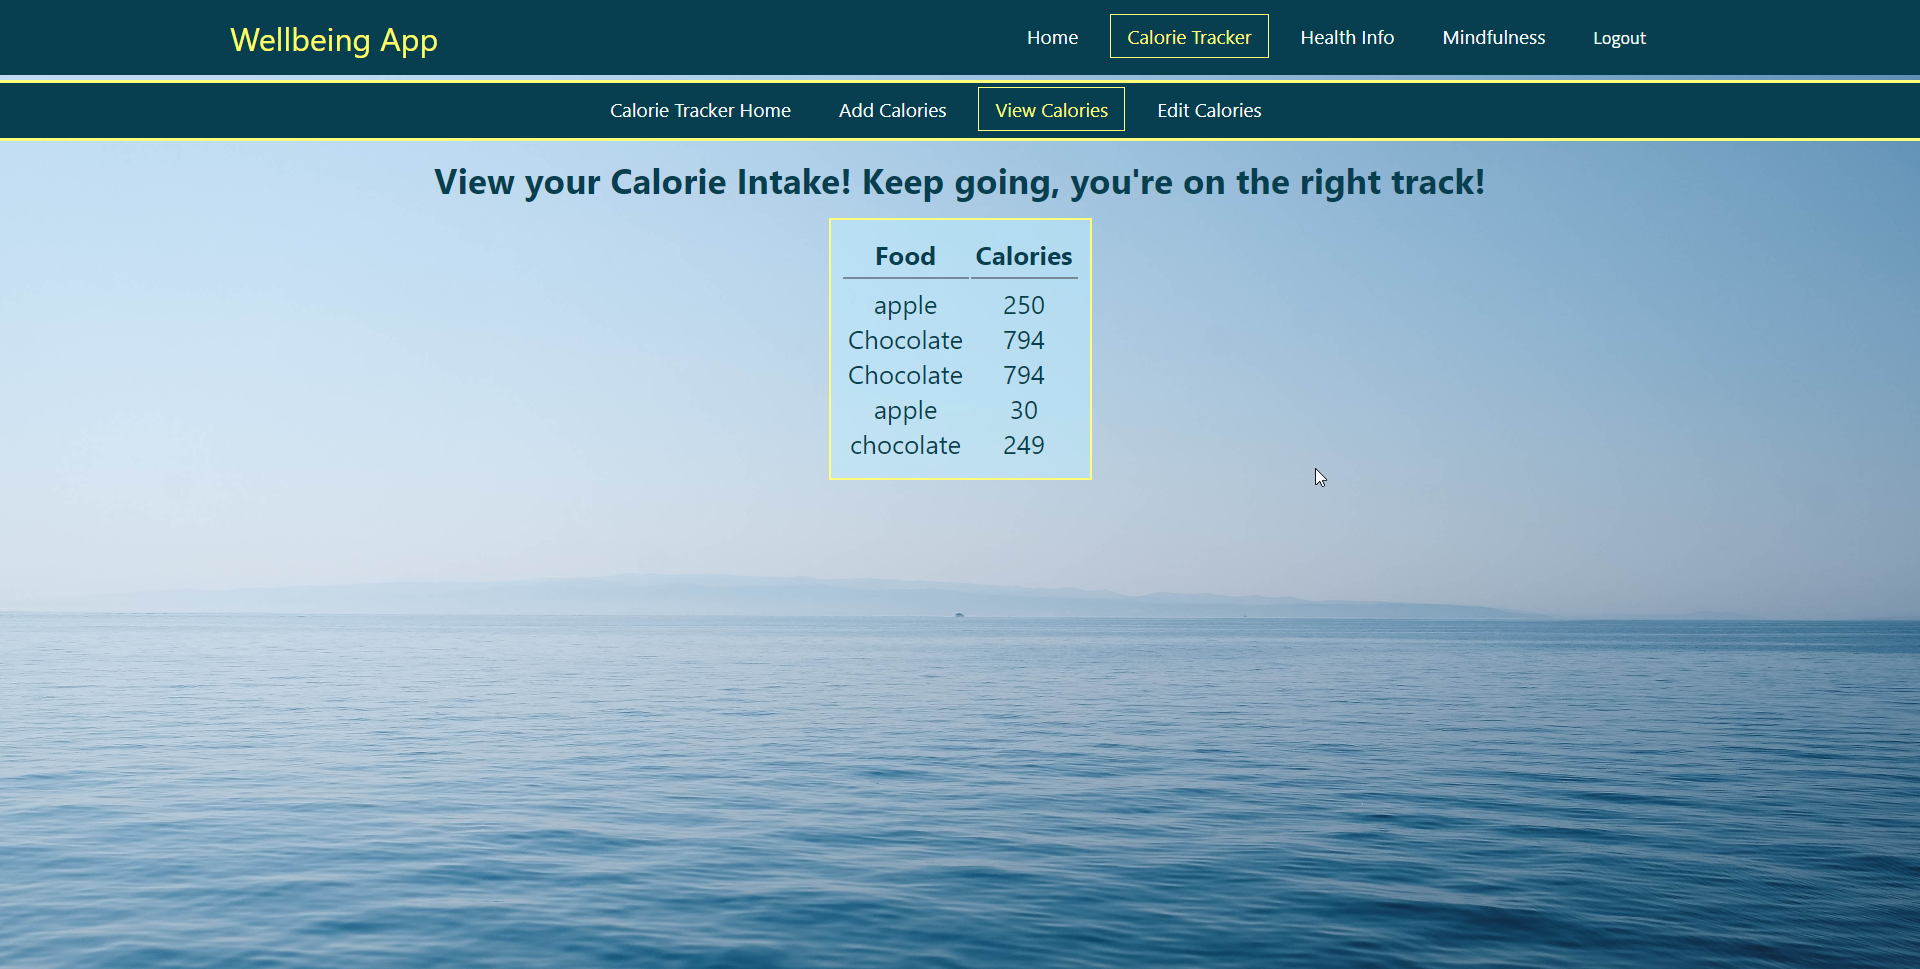 Wellbeing App
Home Calorie Tracker Health Info Mindfulness Logout
Calorie Tracker Home Add Calories View Calories Edit Calories
View your Calorie Intake! Keep going, you're on the right track!
Food Calories
apple 250
Chocolate 794
Chocolate 794
apple 30
chocolate 249